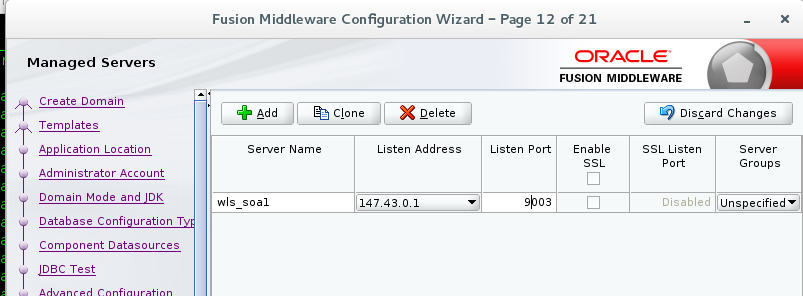 Fusion Middleware Configuration Wizard – Page 12 of 21
Managed Servers
ORACLE
FUSION MIDDLEWARE
Create Domain
Templates
Application Location
Administrator Account
Domain Mode and JDK
Database Configuration Typ
Component Datasources
JDBC Test
Advanced Configuration
Add Clone Delete Discard Changes
Server Name Listen Address Listen Port Enable SSL SSL Listen Port Server Groups
wls_soa1 147.43.0.1 9003 Disabled Unspecified